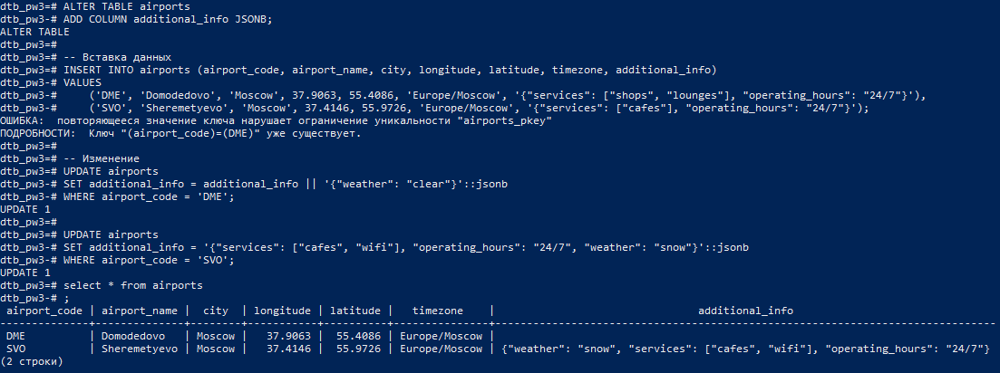 dtb_pw3=# ALTER TABLE airports
dtb_pw3-# ADD COLUMN additional_info JSONB;
ALTER TABLE
dtb_pw3=#
dtb_pw3=# -- Вставка данных
dtb_pw3=# INSERT INTO airports (airport_code, airport_name, city, longitude, latitude, timezone, additional_info)
dtb_pw3-# VALUES
dtb_pw3-#     ('DME', 'Domodedovo', 'Moscow', 37.9063, 55.4086, 'Europe/Moscow', '{"services": ["shops", "lounges"], "operating_hours": "24/7"}'),
dtb_pw3-#     ('SVO', 'Sheremetyevo', 'Moscow', 37.4146, 55.9726, 'Europe/Moscow', '{"services": ["cafes"], "operating_hours": "24/7"}');
ОШИБКА:  повторяющееся значение ключа нарушает ограничение уникальности "airports_pkey"
ПОДРОБНОСТИ:  Ключ "(airport_code)=(DME)" уже существует.
dtb_pw3=#
dtb_pw3=# -- Изменение
dtb_pw3=# UPDATE airports
dtb_pw3-# SET additional_info = additional_info || '{"weather": "clear"}'::jsonb
dtb_pw3-# WHERE airport_code = 'DME';
UPDATE 1
dtb_pw3=#
dtb_pw3=# UPDATE airports
dtb_pw3-# SET additional_info = '{"services": ["cafes", "wifi"], "operating_hours": "24/7", "weather": "snow"}'::jsonb
dtb_pw3-# WHERE airport_code = 'SVO';
UPDATE 1
dtb_pw3=# select * from airports
dtb_pw3-# ;
 airport_code | airport_name |  city  | longitude | latitude |   timezone    |                               additional_info
--------------+--------------+--------+-----------+----------+---------------+------------------------------------------------------------------------------
 DME          | Domodedovo   | Moscow |   37.9063 |  55.4086 | Europe/Moscow |
 SVO          | Sheremetyevo | Moscow |   37.4146 |  55.9726 | Europe/Moscow | {"weather": "snow", "services": ["cafes", "wifi"], "operating_hours": "24/7"}
(2 строки)